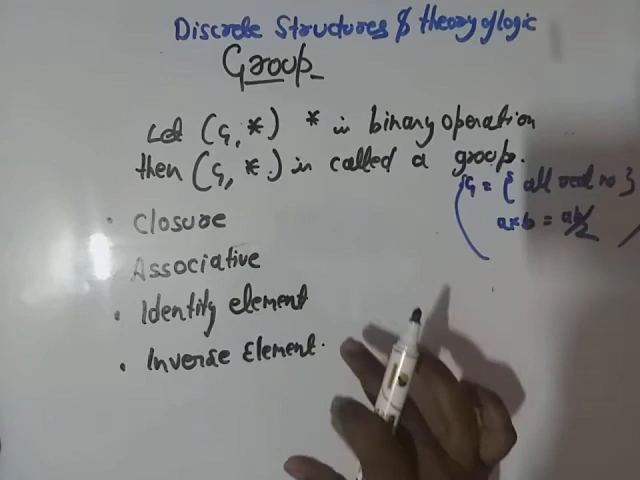 Discrete Structures & theory of logic
Group
Let (G, *) * is binary operation
then (G, *) is called a group.
G = { all real no }
a*b = ab/2
• Closure
Associative
• Identity element
• Inverse Element.